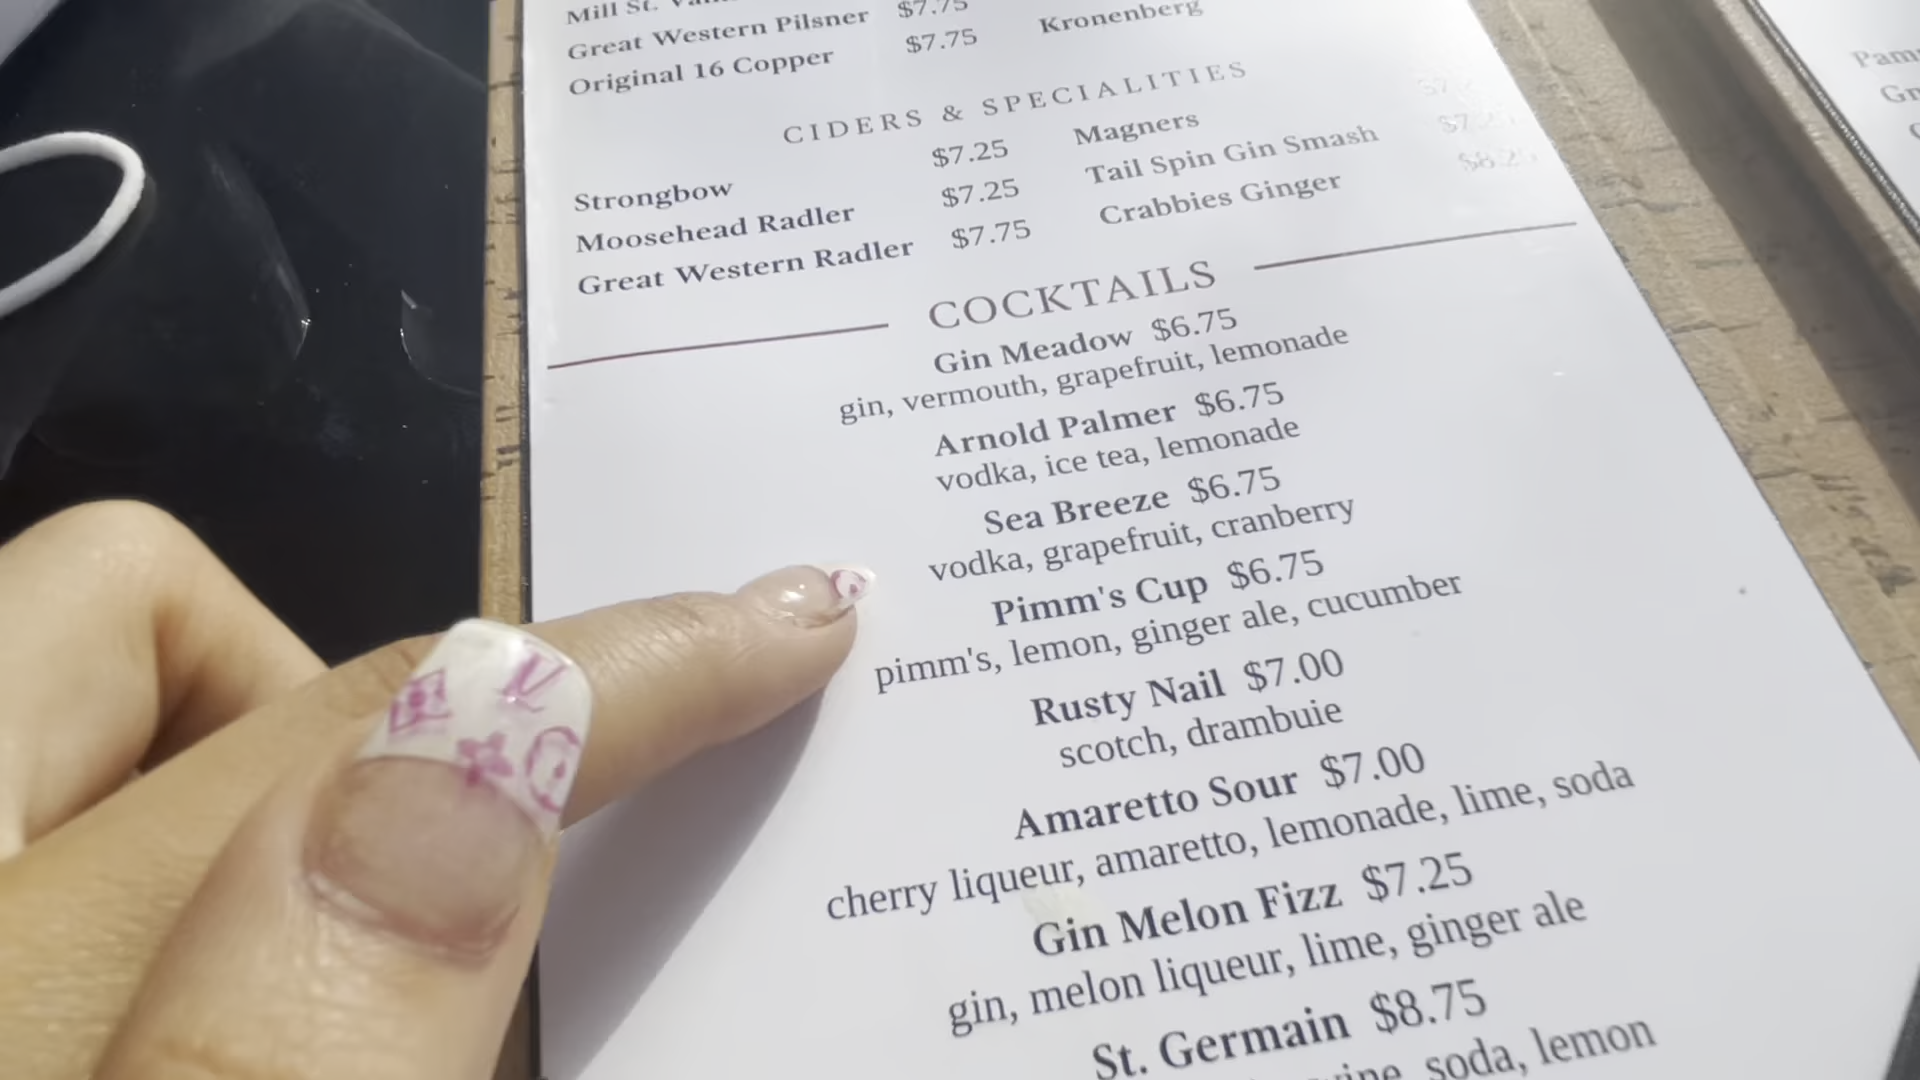 Mill St.
Great Western Pilsner $7.75
Original 16 Copper $7.75 Kronenberg
CIDERS & SPECIALITIES
Strongbow $7.25 Magners
Moosehead Radler $7.25 Tail Spin Gin Smash
Great Western Radler $7.75 Crabbies Ginger $8.25
COCKTAILS
Gin Meadow $6.75
gin, vermouth, grapefruit, lemonade
Arnold Palmer $6.75
vodka, ice tea, lemonade
Sea Breeze $6.75
vodka, grapefruit, cranberry
Pimm's Cup $6.75
pimm's, lemon, ginger ale, cucumber
Rusty Nail $7.00
scotch, drambuie
Amaretto Sour $7.00
cherry liqueur, amaretto, lemonade, lime, soda
Gin Melon Fizz $7.25
gin, melon liqueur, lime, ginger ale
St. Germain $8.75
soda, lemon